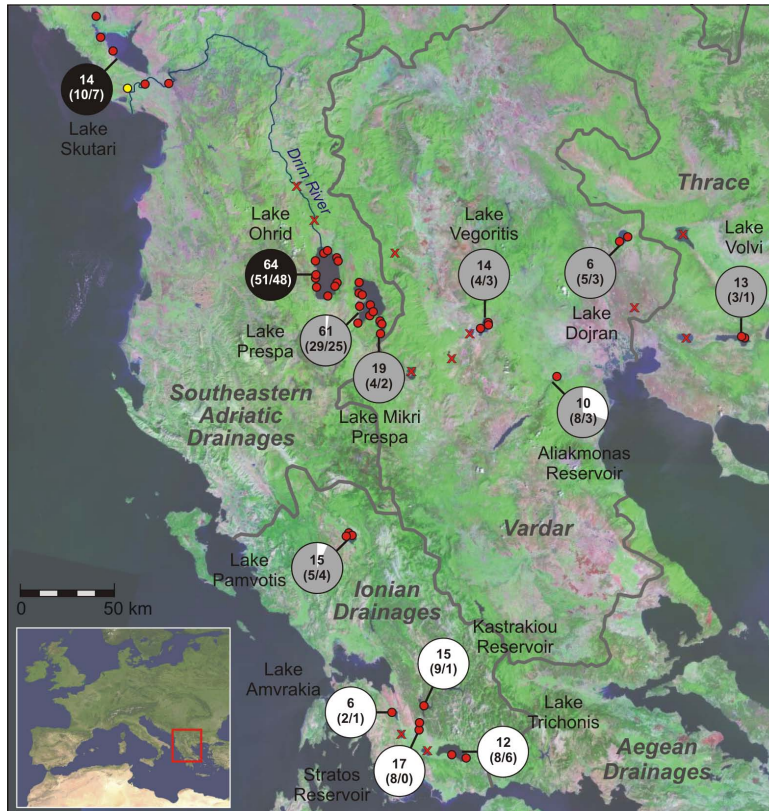 14
(10/7)
Lake
Skutari
Drim River
Thrace
Lake
Ohrid
Lake
Vegoritis
Lake
Volvi
64
(51/48)
14
(4/3)
6
(5/3)
13
(3/1)
Lake
Dojran
Lake
Prespa
61
(29/25)
19
(4/2)
Lake Mikri
Prespa
10
(8/3)
Aliakmonas
Reservoir
Southeastern
Adriatic
Drainages
Vardar
Lake
Pamvotis
15
(5/4)
Ionian
Drainages
50 km
Kastrakiou
Reservoir
Lake
Amvrakia
15
(9/1)
6
(2/1)
Lake
Trichonis
12
(8/6)
17
(8/0)
Stratos
Reservoir
Aegean
Drainages